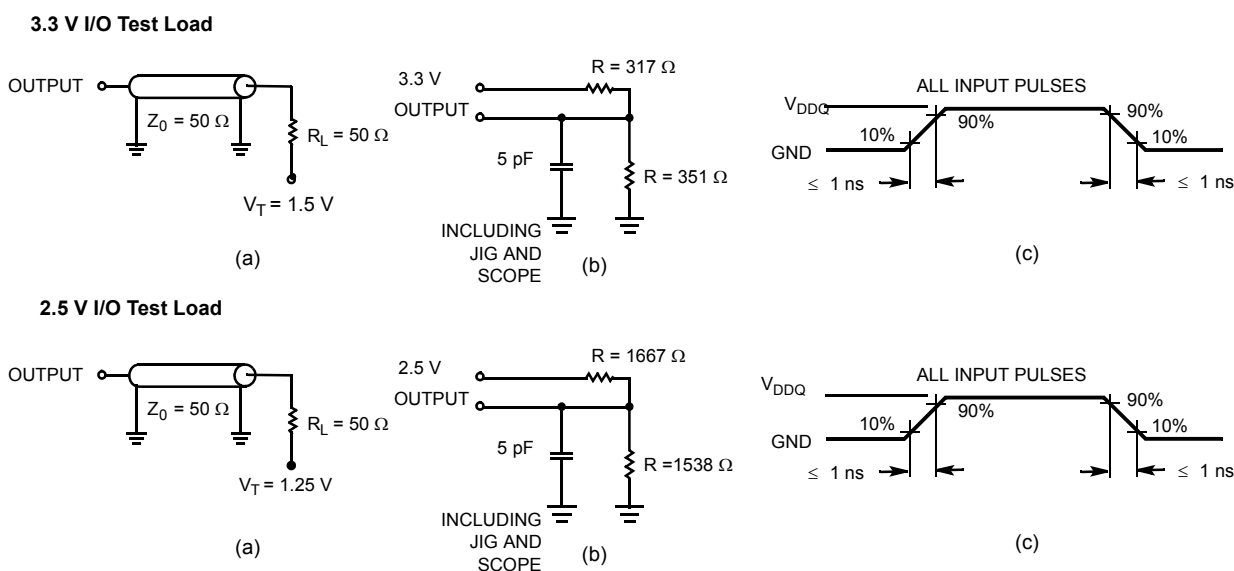 3.3 V I/O Test Load
OUTPUT
Z0 = 50 Ω
RL = 50 Ω
VT = 1.5 V
(a)
3.3 V
OUTPUT
R = 317 Ω
5 pF
R = 351 Ω
INCLUDING
JIG AND
SCOPE
(b)
ALL INPUT PULSES
VDDQ
GND
10%
90%
90%
10%
≤ 1 ns
≤ 1 ns
(c)
2.5 V I/O Test Load
OUTPUT
Z0 = 50 Ω
RL = 50 Ω
VT = 1.25 V
(a)
2.5 V
OUTPUT
R = 1667 Ω
5 pF
R =1538 Ω
INCLUDING
JIG AND
SCOPE
(b)
ALL INPUT PULSES
VDDQ
GND
10%
90%
90%
10%
≤ 1 ns
≤ 1 ns
(c)